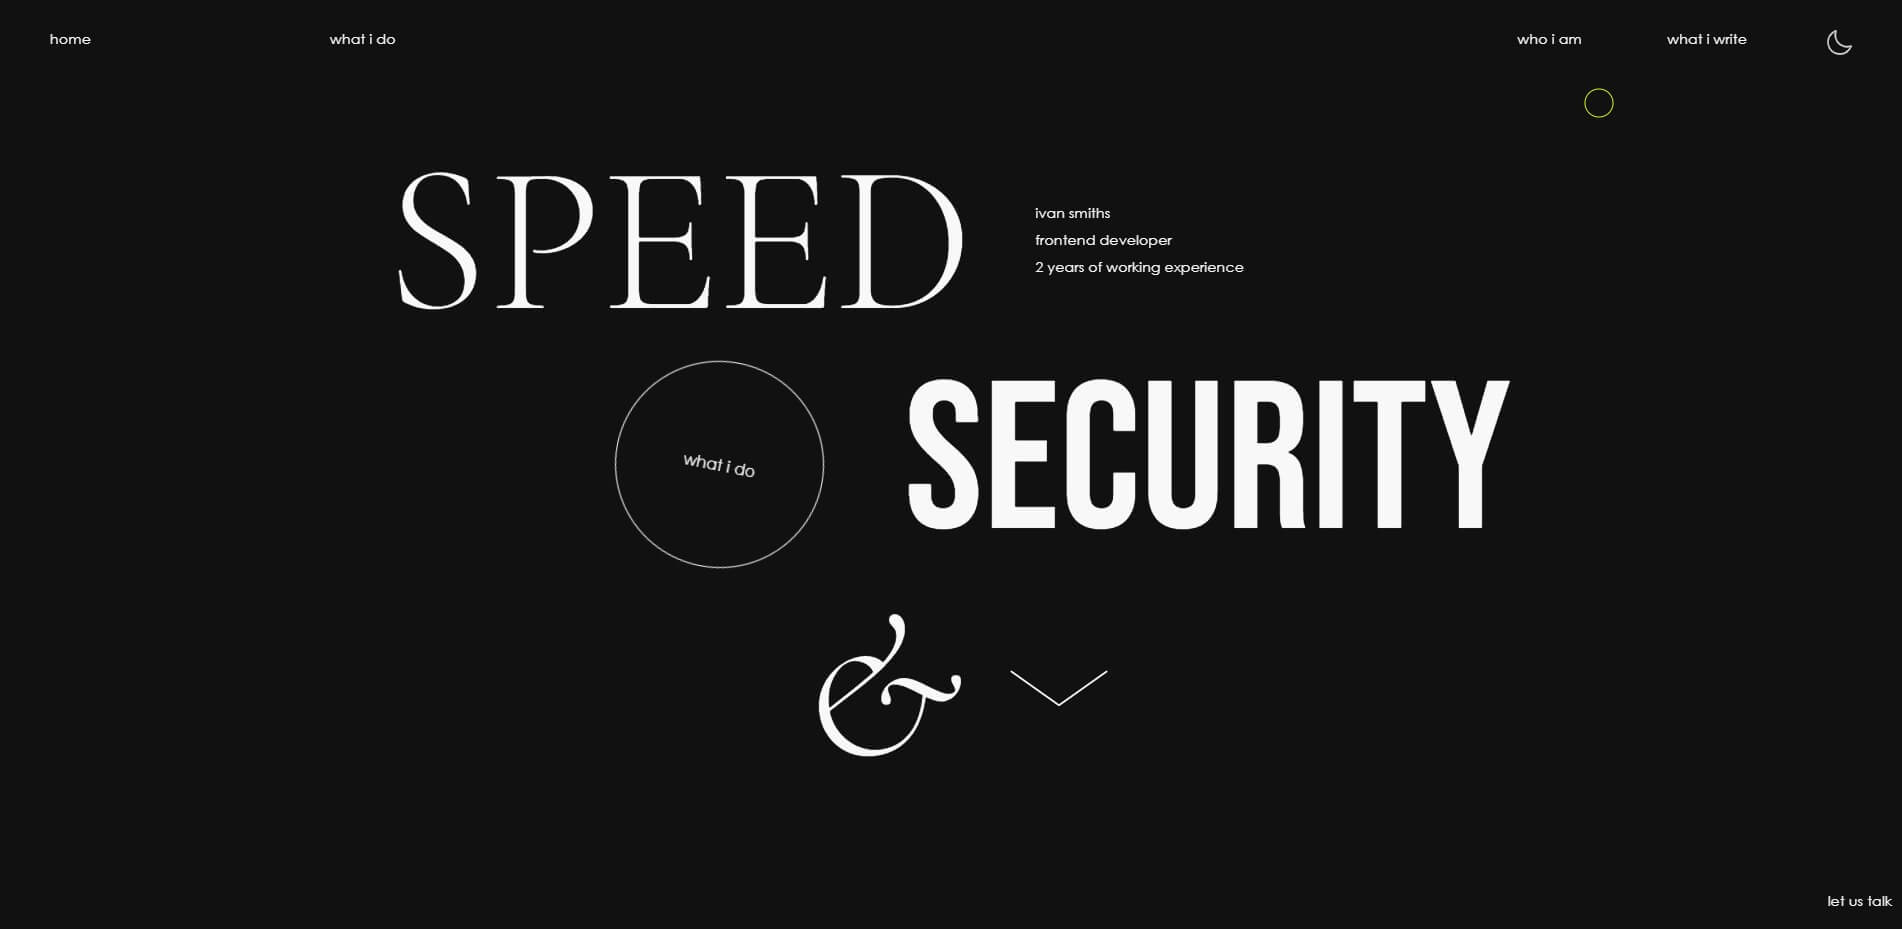 home
what i do
who i am
what i write
SPEED
ivan smiths
frontend developer
2 years of working experience
what i do
SECURITY
&
let us talk